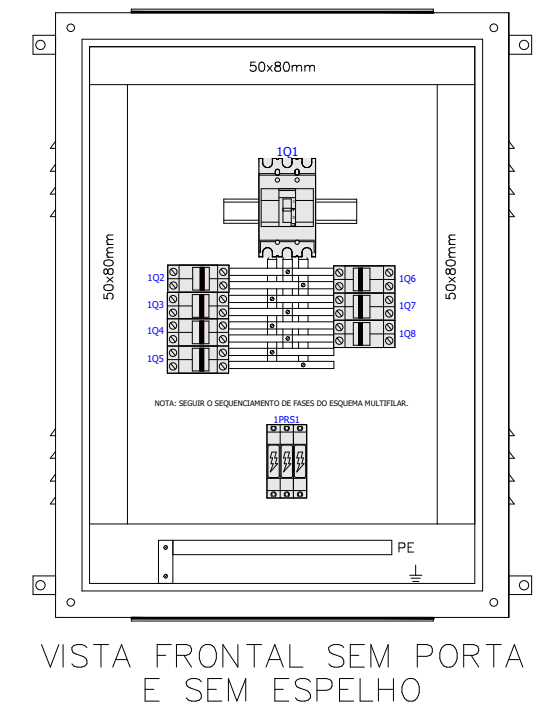 50x80mm
1Q1
50x80mm
50x80mm
1Q2
1Q6
1Q3
1Q7
1Q4
1Q8
1Q5
NOTA: SEGUIR O SEQUENCIAMENTO DE FASES DO ESQUEMA MULTIFILAR.
1PRS1
PE
VISTA FRONTAL SEM PORTA
E SEM ESPELHO